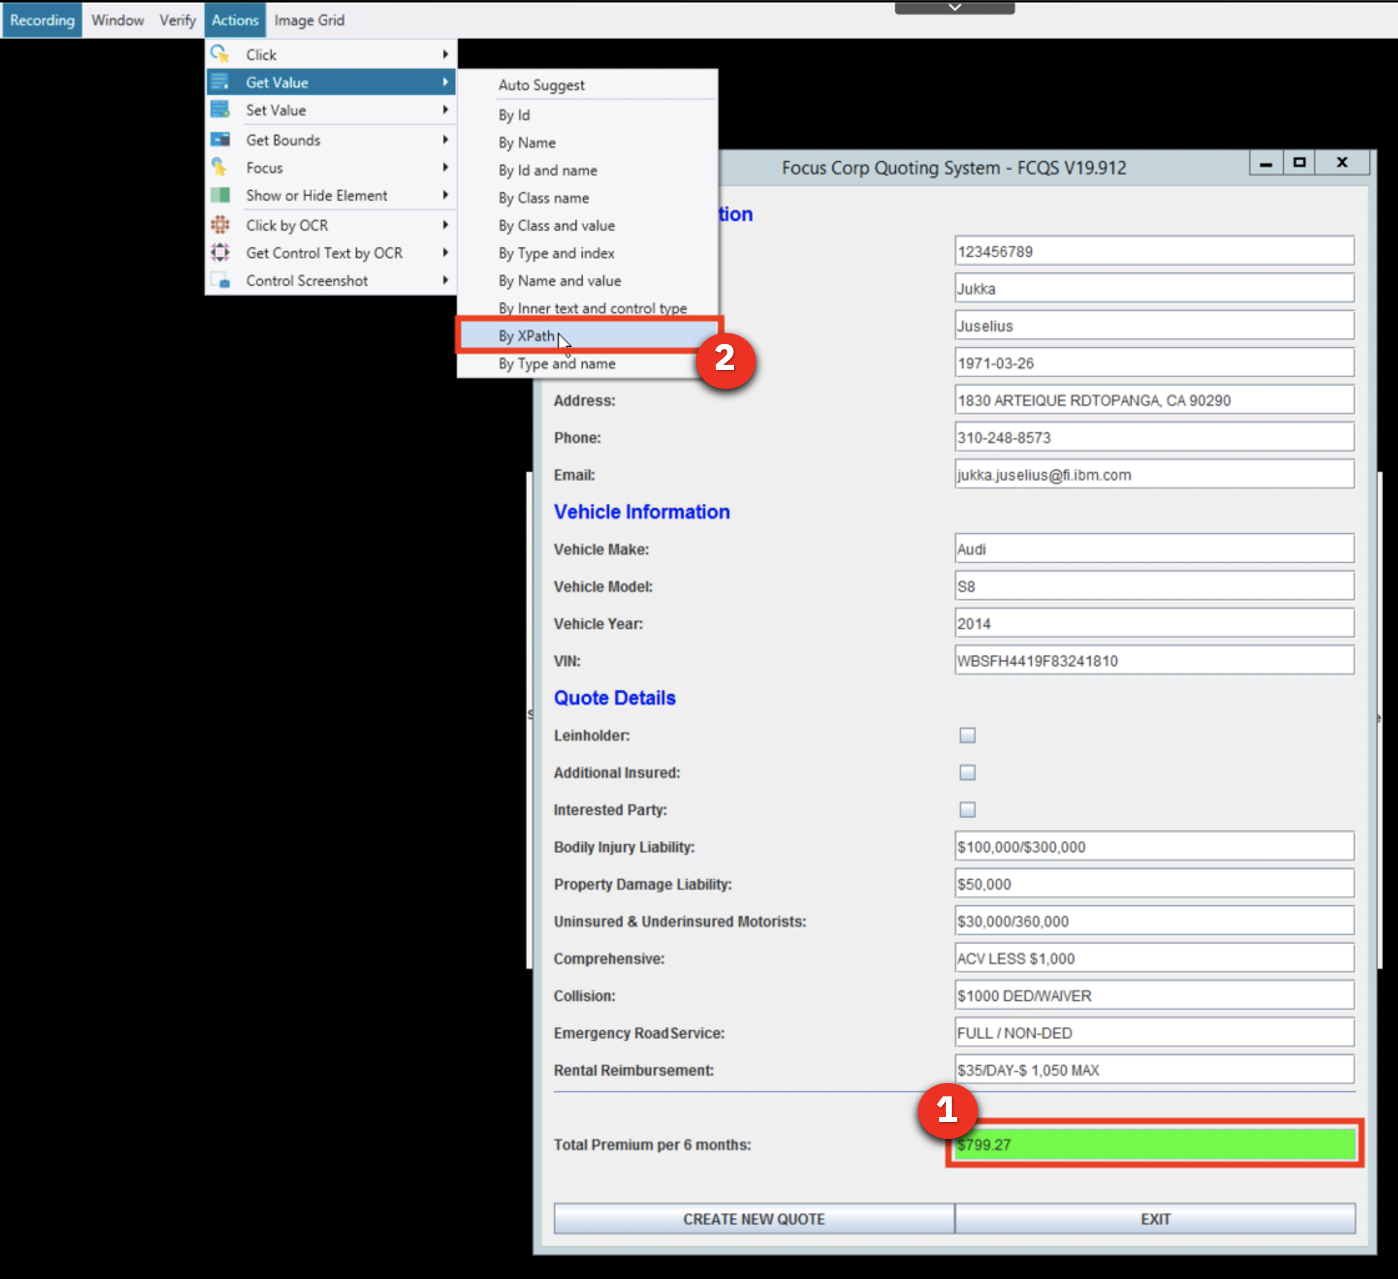 Recording Window Verify Actions Image Grid
Click
Get Value
Set Value
Get Bounds
Focus
Show or Hide Element
Click by OCR
Get Control Text by OCR
Control Screenshot
Auto Suggest
By Id
By Name
By Id and name
By Class name
By Class and value
By Type and index
By Name and value
By Inner text and control type
By XPath
By Type and name
2
Focus Corp Quoting System - FCQS V19.912
tion
123456789
Jukka
Juselius
1971-03-26
Address: 1830 ARTEIQUE RDTOPANGA, CA 90290
Phone: 310-248-8573
Email: jukka.juselius@fi.ibm.com
Vehicle Information
Vehicle Make: Audi
Vehicle Model: S8
Vehicle Year: 2014
VIN: WBSFH4419F83241810
Quote Details
Leinholder:
Additional Insured:
Interested Party:
Bodily Injury Liability: $100,000/$300,000
Property Damage Liability: $50,000
Uninsured & Underinsured Motorists: $30,000/360,000
Comprehensive: ACV LESS $1,000
Collision: $1000 DED/WAIVER
Emergency Road Service: FULL / NON-DED
Rental Reimbursement: $35/DAY-$ 1,050 MAX
1
Total Premium per 6 months: $799.27
CREATE NEW QUOTE EXIT